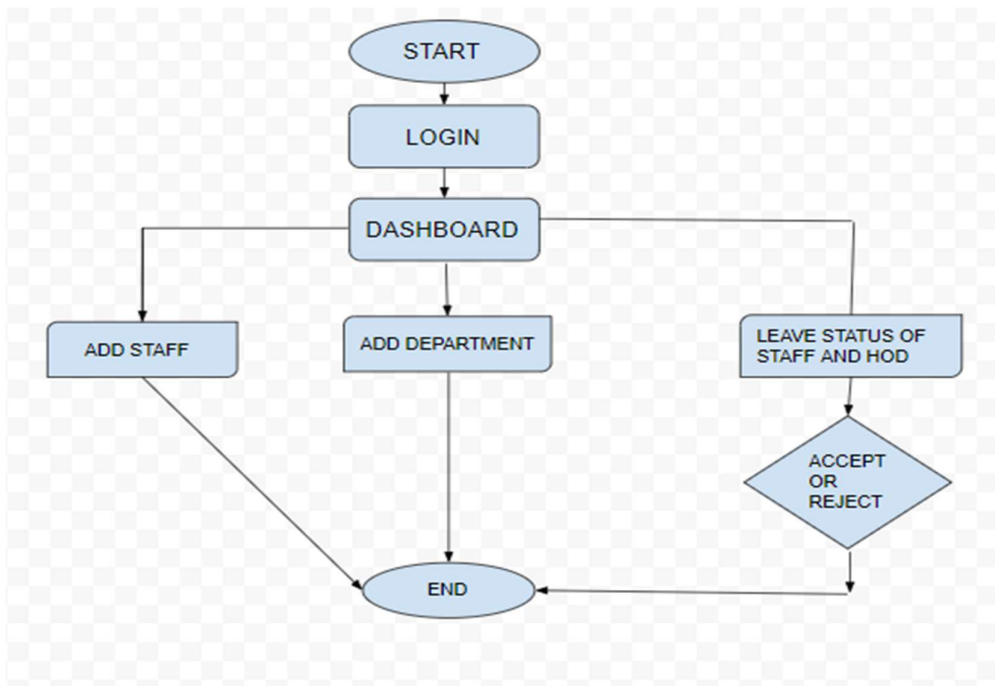 START
LOGIN
DASHBOARD
ADD STAFF
ADD DEPARTMENT
LEAVE STATUS OF
STAFF AND HOD
ACCEPT
OR
REJECT
END